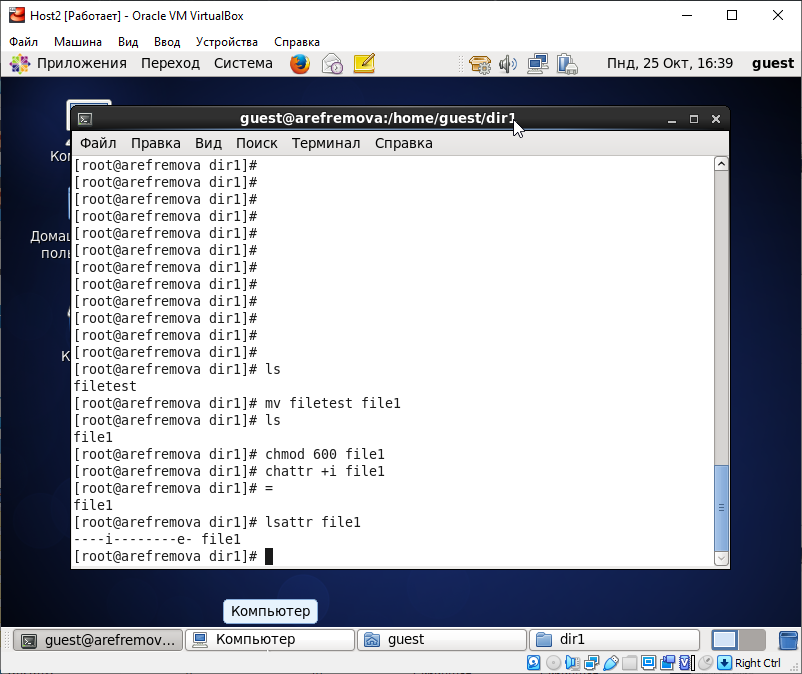 Host2 [Работает] - Oracle VM VirtualBox
Файл Машина Вид Ввод Устройства Справка
Приложения Переход Система Пнд, 25 Окт, 16:39 guest
guest@arefremova:/home/guest/dir1
Файл Правка Вид Поиск Терминал Справка
[root@arefremova dir1]#
[root@arefremova dir1]#
[root@arefremova dir1]#
[root@arefremova dir1]#
[root@arefremova dir1]#
[root@arefremova dir1]#
[root@arefremova dir1]#
[root@arefremova dir1]#
[root@arefremova dir1]#
[root@arefremova dir1]#
[root@arefremova dir1]#
[root@arefremova dir1]#
[root@arefremova dir1]# ls
filetest
[root@arefremova dir1]# mv filetest file1
[root@arefremova dir1]# ls
file1
[root@arefremova dir1]# chmod 600 file1
[root@arefremova dir1]# chattr +i file1
[root@arefremova dir1]# =
file1
[root@arefremova dir1]# lsattr file1
----i--------e- file1
[root@arefremova dir1]#
Компьютер
guest@arefremov... Компьютер guest dir1
Right Ctrl